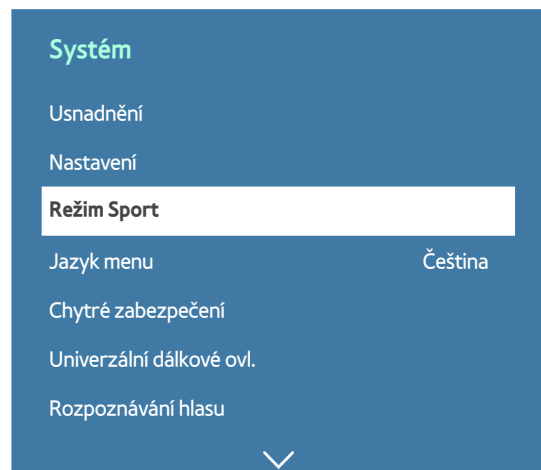 Systém
Usnadnění
Nastavení
Režim Sport
Jazyk menu Čeština
Chytré zabezpečení
Univerzální dálkové ovl.
Rozpoznávání hlasu